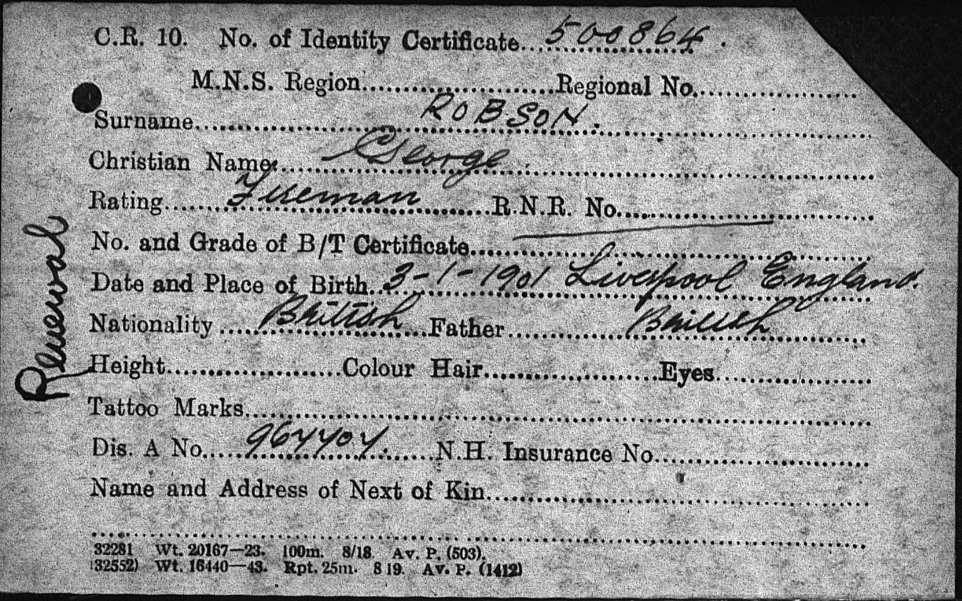 C.R. 10. No. of Identity Certificate...500864.
M.N.S. Region....................Regional No..................
Surname....................ROBSON.
Christian Name.....George.
Rating.......Fireman.........R.N.R. No.......................
No. and Grade of B/T Certificate......................................
Date and Place of Birth..3-1-1901 Liverpool England.
Nationality....British...Father..........British
Height....................Colour Hair....................Eyes.................
Tattoo Marks......................................................................
Dis. A No....964404.......N.H. Insurance No.........................
Name and Address of Next of Kin............................................
32281 Wt. 20167—23. 100m. 8/18. Av. P. (503).
(32552) Wt. 16440—43. Rpt. 25m. 8 19. Av. P. (1412)
Renewal